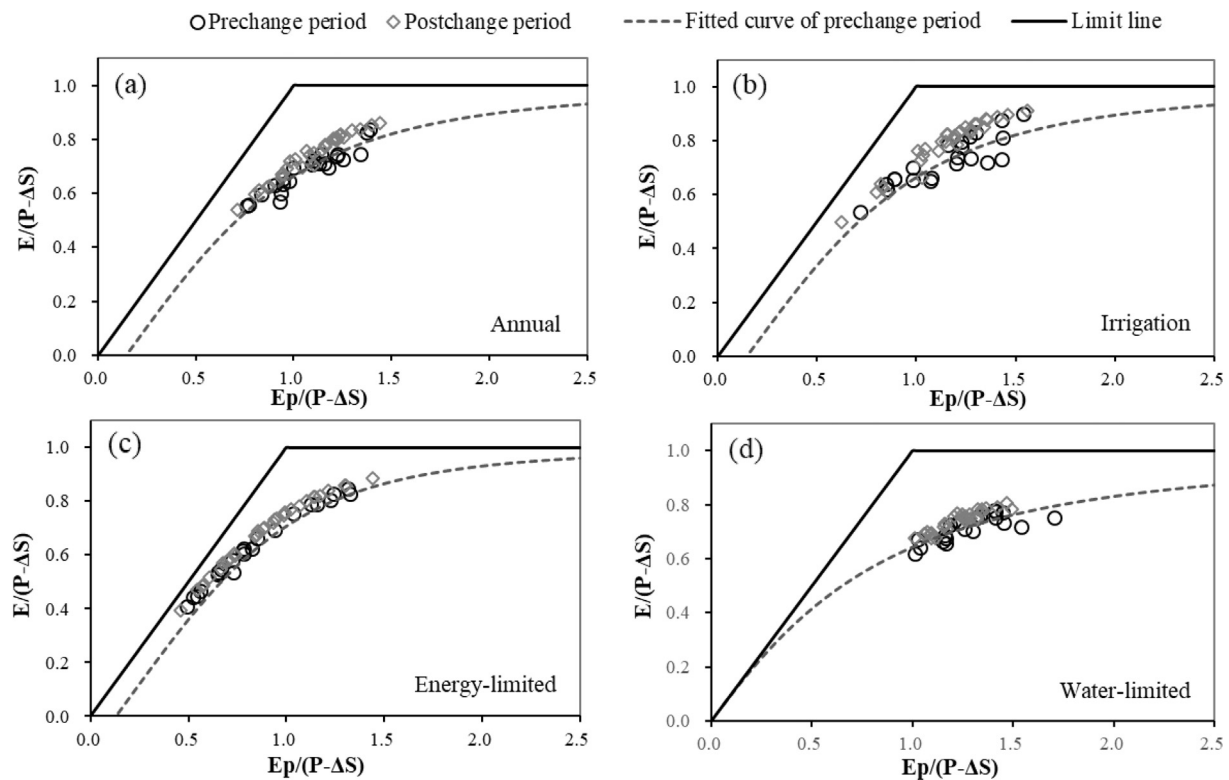 Prechange period Postchange period Fitted curve of prechange period Limit line
(a)
1.0
0.8
0.6
0.4
0.2
0.0
E/(P-ΔS)
Annual
0.0 0.5 1.0 1.5 2.0 2.5
Ep/(P-ΔS)
(b)
1.0
0.8
0.6
0.4
0.2
0.0
E/(P-ΔS)
Irrigation
0.0 0.5 1.0 1.5 2.0 2.5
Ep/(P-ΔS)
(c)
1.0
0.8
0.6
0.4
0.2
0.0
E/(P-ΔS)
Energy-limited
0.0 0.5 1.0 1.5 2.0 2.5
Ep/(P-ΔS)
(d)
1.0
0.8
0.6
0.4
0.2
0.0
E/(P-ΔS)
Water-limited
0.0 0.5 1.0 1.5 2.0 2.5
Ep/(P-ΔS)